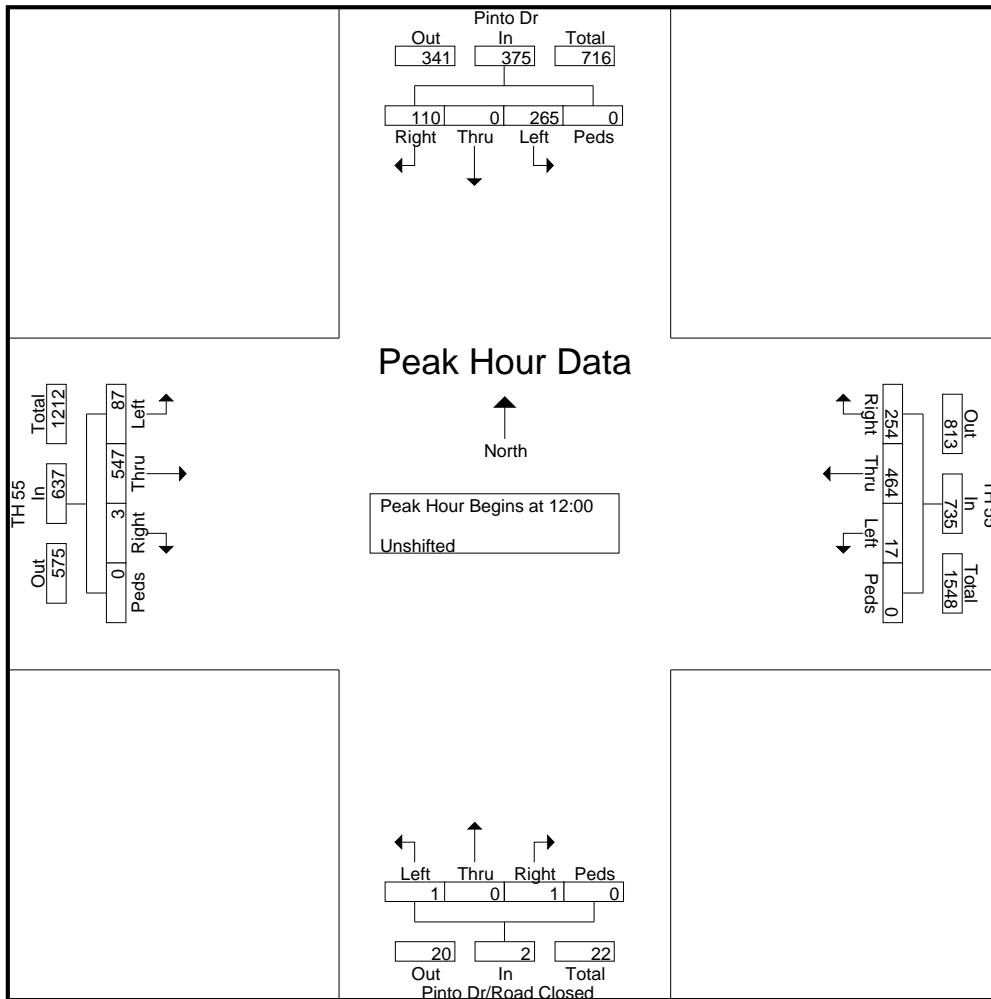 Pinto Dr
Out In Total
341 375 716
110 0 265 0
Right Thru Left Peds
Peak Hour Data
North
Peak Hour Begins at 12:00
Unshifted
TH 55
Out In Total
575 637 1212
Left Thru Right Peds
87 547 3 0
TH 55
Out In Total
813 735 1548
Right Thru Left Peds
254 464 17 0
Left Thru Right Peds
1 0 1 0
20 2 22
Out In Total
Pinto Dr/Road Closed